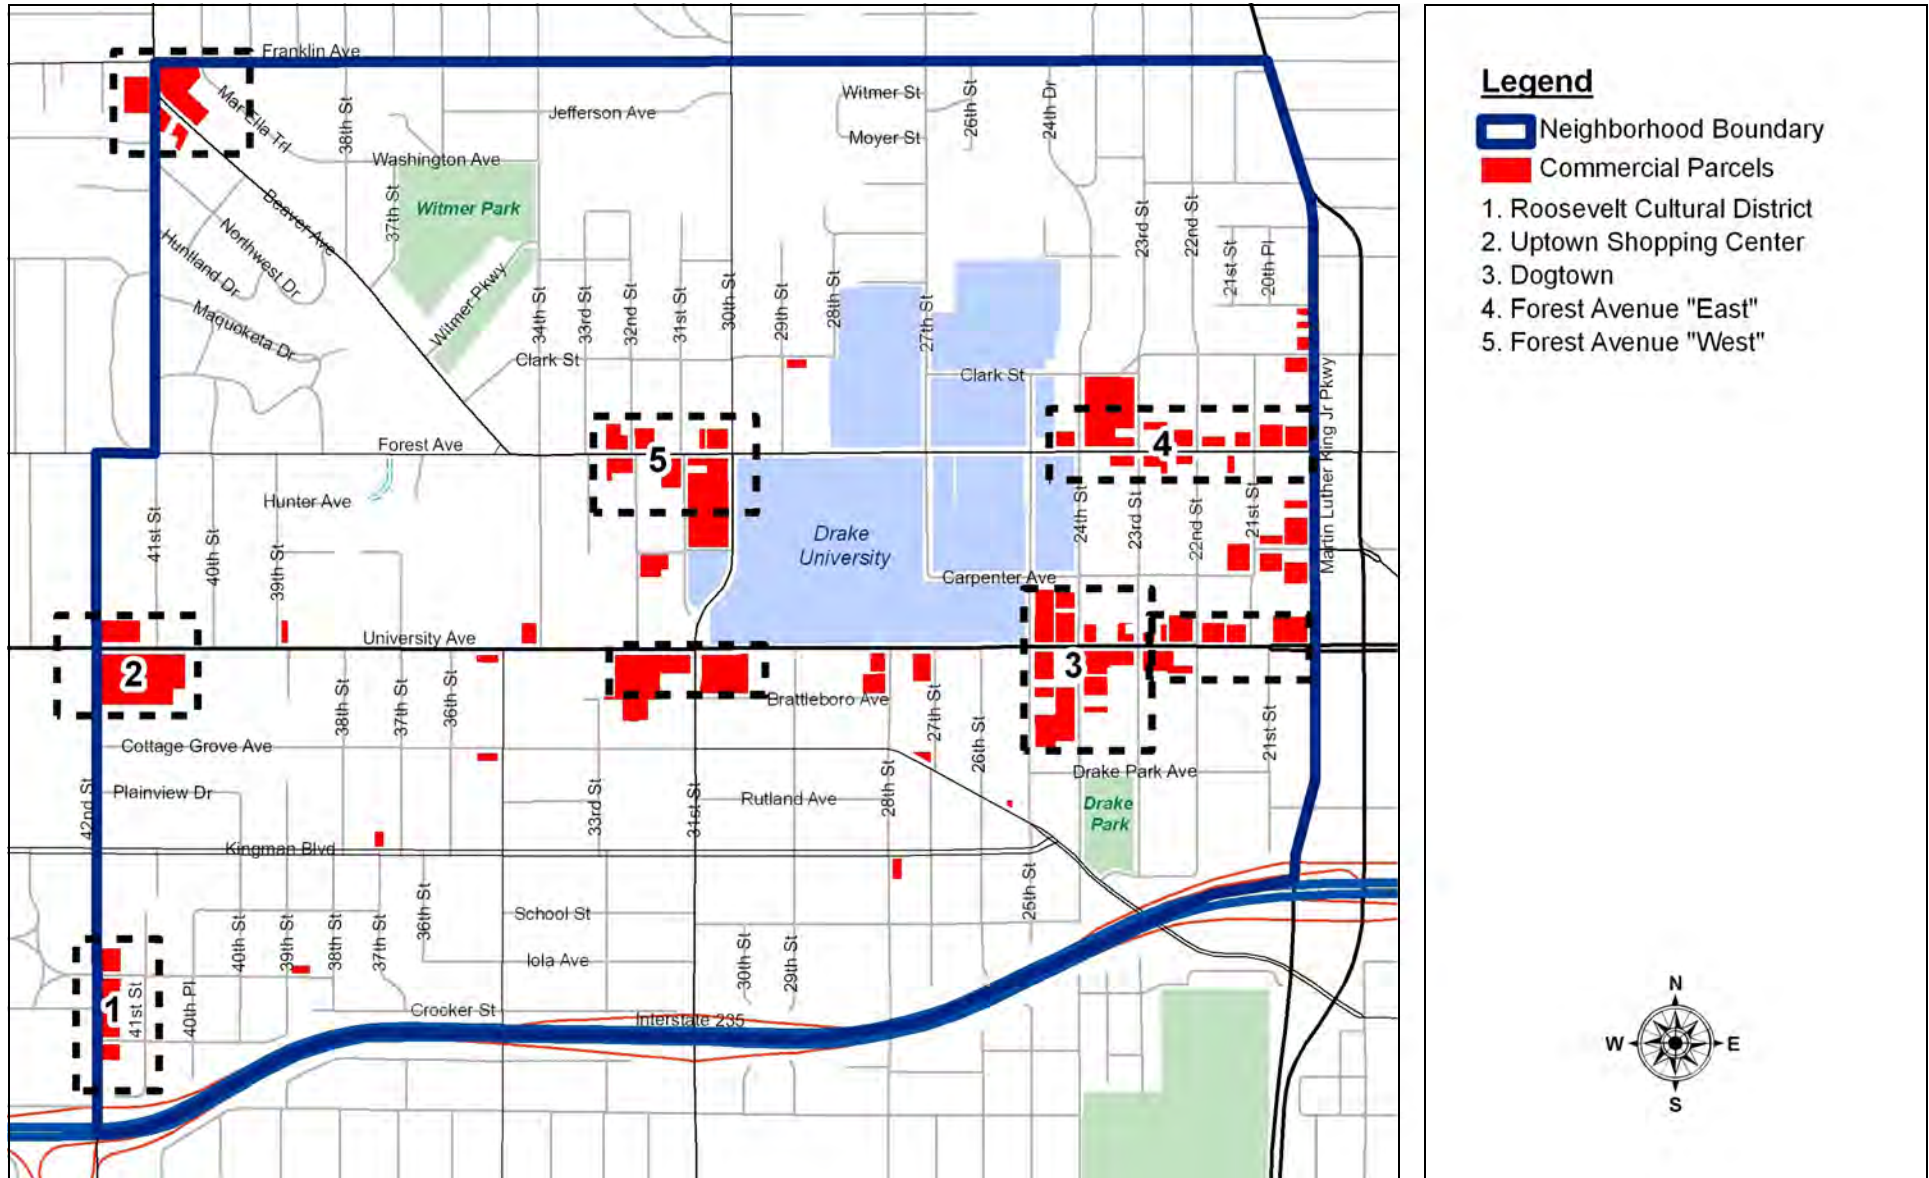 Franklin Ave
Mar Ella Trl
38th St
Jefferson Ave
Witmer St
Moyer St
26th St
24th Dr
Washington Ave
37th St
Witmer Park
Beaver Ave
Northwest Dr
Huntland Dr
Maquoketa Dr
Witmer Pkwy
34th St
33rd St
32nd St
31st St
30th St
29th St
28th St
27th St
23rd St
22nd St
21st St
20th Pl
Clark St
Clark St
Martin Luther King Jr Pkwy
Forest Ave
5
4
Hunter Ave
41st St
40th St
39th St
Drake
University
24th St
23rd St
22nd St
21st St
Carpenter Ave
University Ave
2
3
38th St
37th St
36th St
Brattleboro Ave
27th St
26th St
21st St
Cottage Grove Ave
42nd St
Plainview Dr
33rd St
31st St
Rutland Ave
28th St
Drake Park Ave
Drake
Park
Kingman Blvd
25th St
36th St
School St
40th St
39th St
38th St
37th St
Iola Ave
30th St
29th St
1
41st St
40th Pl
Crocker St
Interstate 235
Legend
Neighborhood Boundary
Commercial Parcels
1. Roosevelt Cultural District
2. Uptown Shopping Center
3. Dogtown
4. Forest Avenue "East"
5. Forest Avenue "West"
N
W E
S